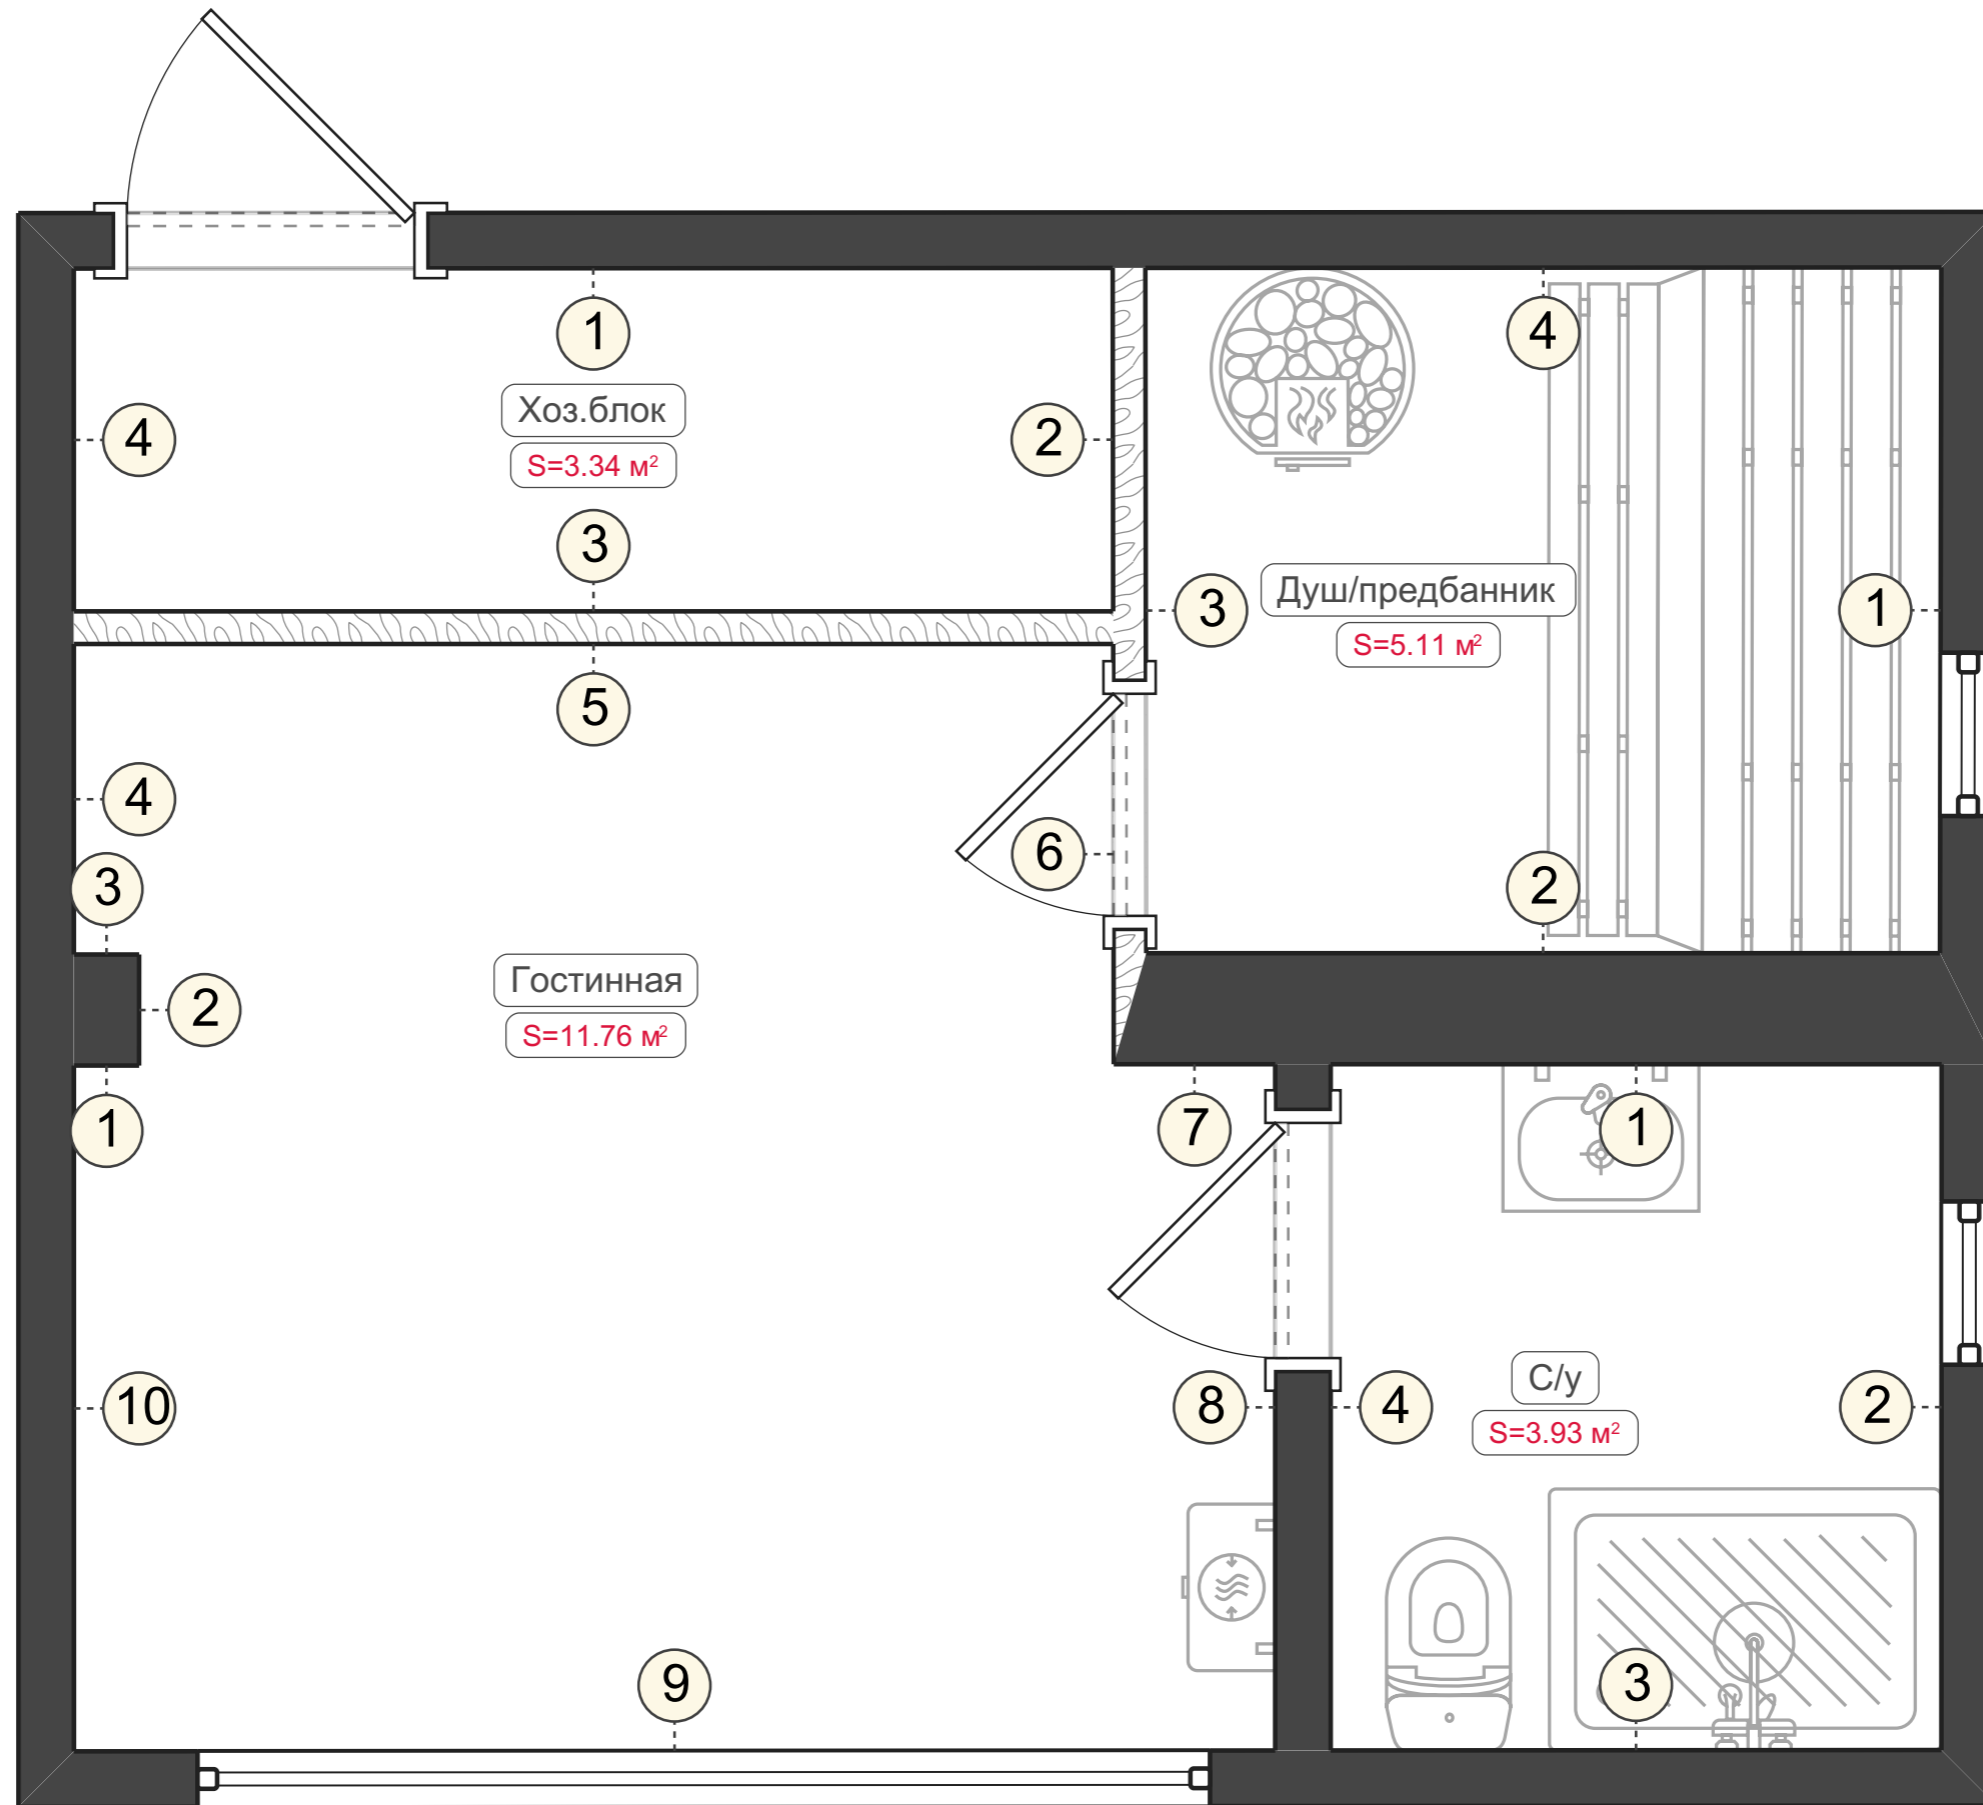 1
4
4
Хоз.блок
2
S=3.34 м²
3
Душ/предбанник
3
1
S=5.11 м²
5
4
6
3
2
Гостинная
2
S=11.76 м²
1
7
1
С/у
10
8
4
2
S=3.93 м²
9
3